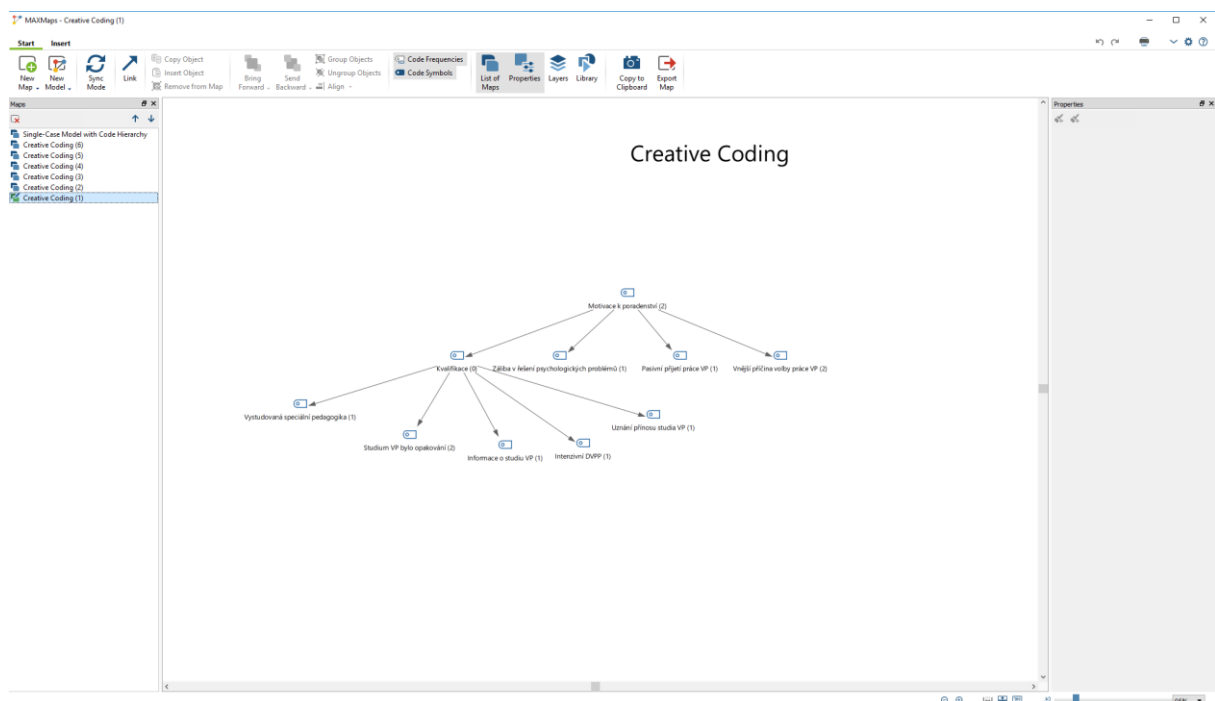 MAXMaps - Creative Coding (1)
Start Insert
New Map
New Model
Sync Mode
Link
Copy Object
Insert Object
Remove from Map
Bring Forward
Send Backward
Group Objects
Ungroup Objects
Align
Code Frequencies
Code Symbols
List of Maps
Properties
Layers
Library
Copy to Clipboard
Export Map
Maps
Single-Case Model with Code Hierarchy
Creative Coding (6)
Creative Coding (5)
Creative Coding (4)
Creative Coding (3)
Creative Coding (2)
Creative Coding (1)
Properties
Creative Coding
Motivace k poradenství (2)
Kvalifikace (0)
Záliba v řešení psychologických problémů (1)
Pasivní přijetí práce VP (1)
Vnější příčina volby práce VP (2)
Vystudovaná speciální pedagogika (1)
Uznání přínosu studia VP (1)
Studium VP bylo opakování (2)
Informace o studiu VP (1)
Intenzivní DVPP (1)